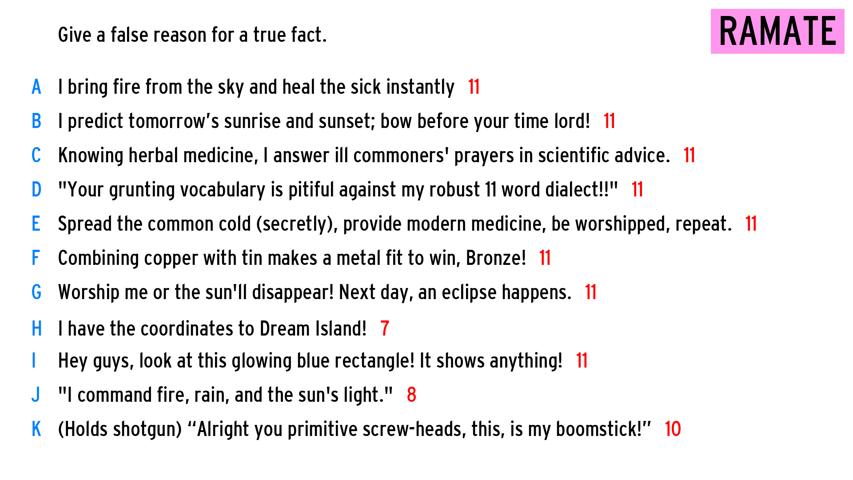 Give a false reason for a true fact.
RAMATE
A I bring fire from the sky and heal the sick instantly 11
B I predict tomorrow’s sunrise and sunset; bow before your time lord! 11
C Knowing herbal medicine, I answer ill commoners' prayers in scientific advice. 11
D "Your grunting vocabulary is pitiful against my robust 11 word dialect!!" 11
E Spread the common cold (secretly), provide modern medicine, be worshipped, repeat. 11
F Combining copper with tin makes a metal fit to win, Bronze! 11
G Worship me or the sun'll disappear! Next day, an eclipse happens. 11
H I have the coordinates to Dream Island! 7
I Hey guys, look at this glowing blue rectangle! It shows anything! 11
J "I command fire, rain, and the sun's light." 8
K (Holds shotgun) “Alright you primitive screw-heads, this, is my boomstick!” 10